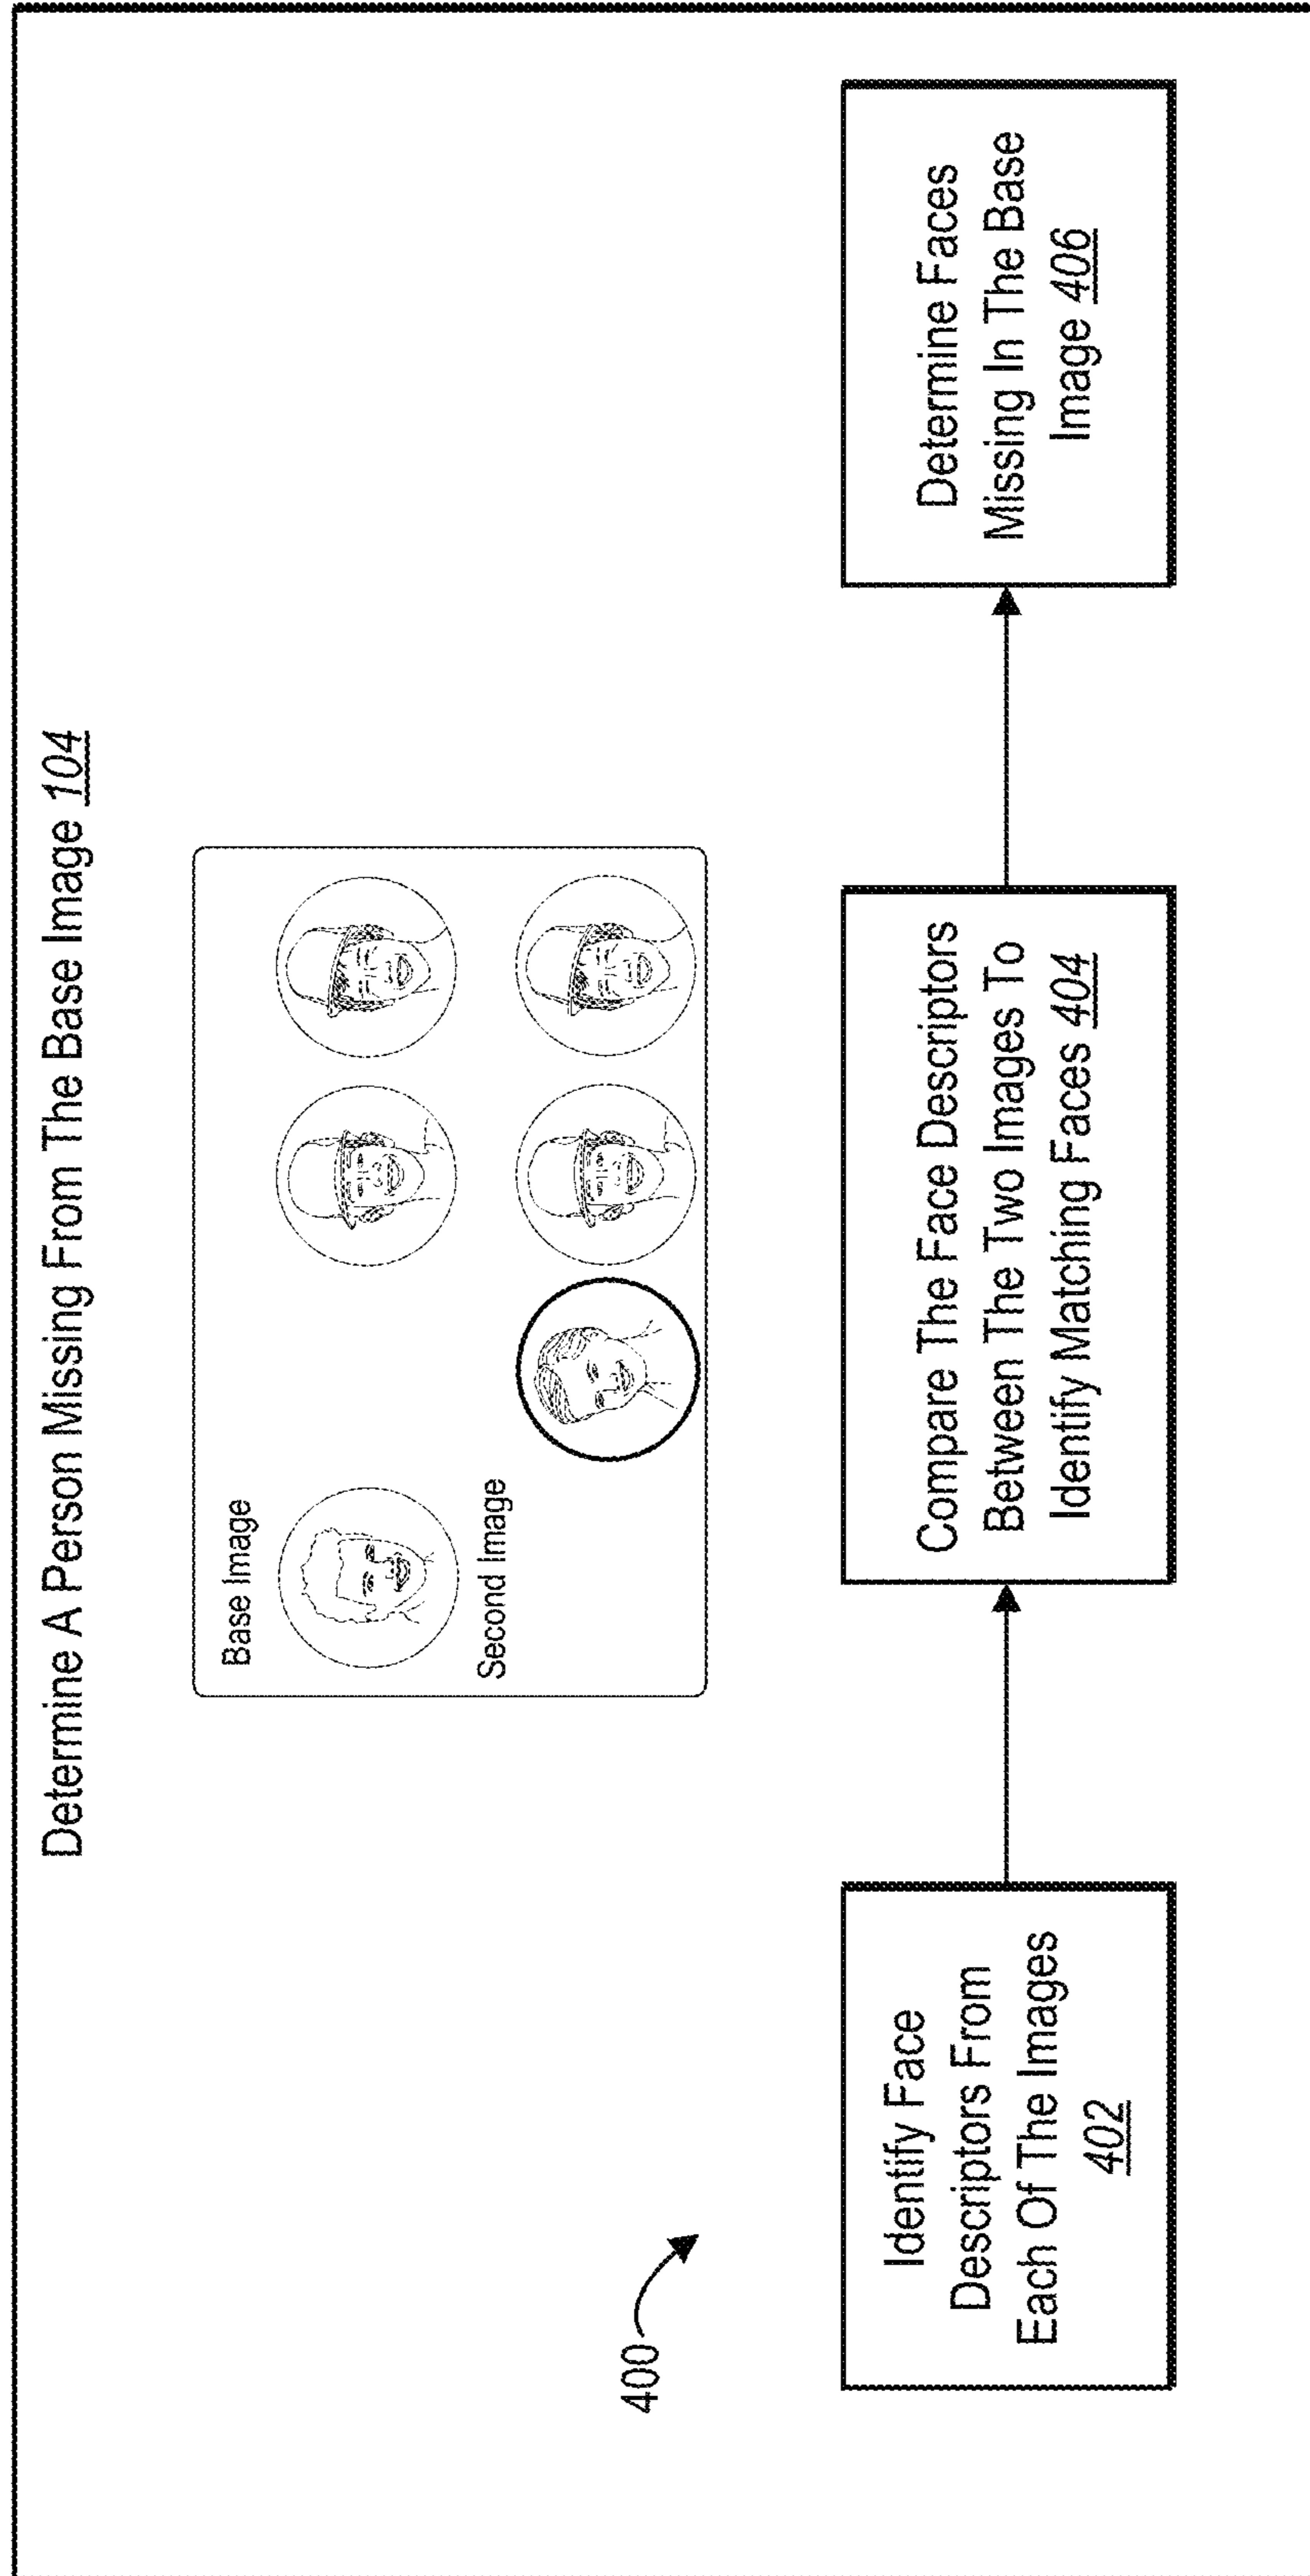 Determine A Person Missing From The Base Image 104
Base Image
Second Image
400
Identify Face
Descriptors From
Each Of The Images
402
Compare The Face Descriptors
Between The Two Images To
Identify Matching Faces 404
Determine Faces
Missing In The Base
Image 406